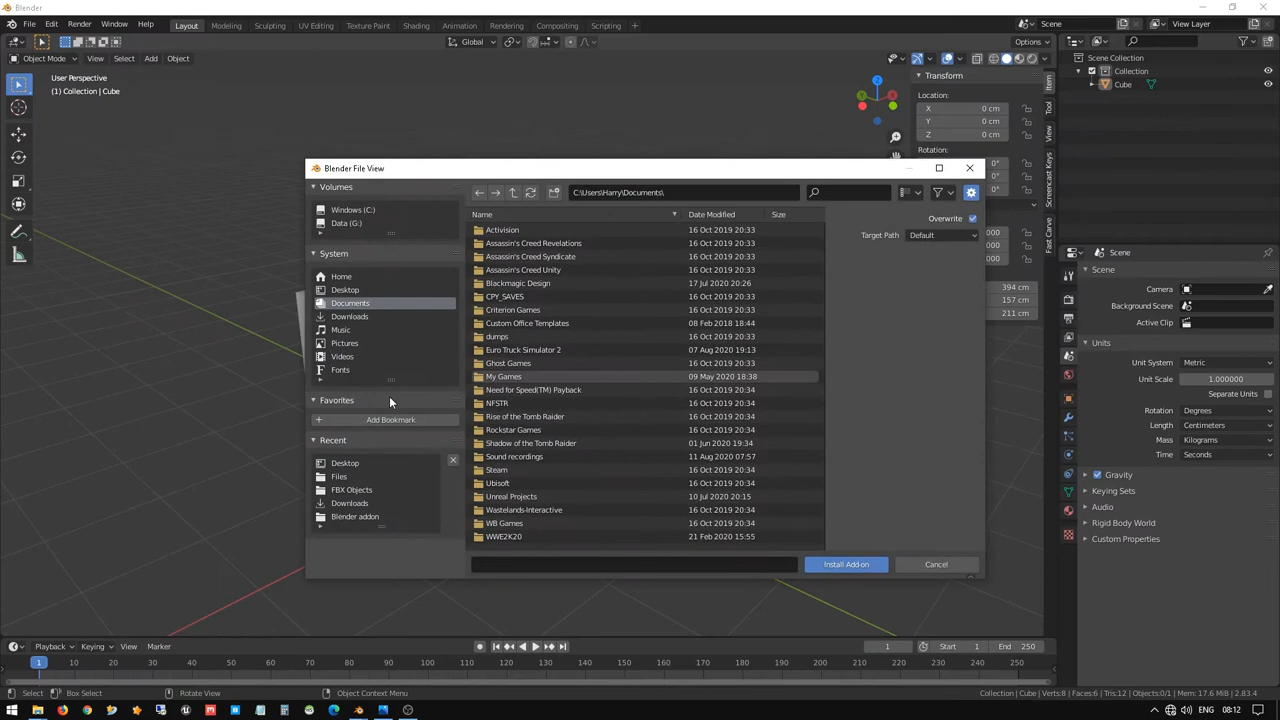 Blender
File Edit Render Window Help Layout Modeling Sculpting UV Editing Texture Paint Shading Animation Rendering Compositing Scripting + Scene View Layer
Global Options
Object Mode View Select Add Object
User Perspective
(1) Collection | Cube
Transform
Location:
X 0 cm
Y 0 cm
Z 0 cm
Rotation:
0°
0°
0°
394 cm
157 cm
211 cm
Item
Tool
View
Screencast Keys
Fast Carve
Scene Collection
Collection
Cube
Blender File View
Volumes
Windows (C:)
Data (G:)
System
Home
Desktop
Documents
Downloads
Music
Pictures
Videos
Fonts
Favorites
+ Add Bookmark
Recent
Desktop
Files
FBX Objects
Downloads
Blender addon
C:\Users\Harry\Documents\
Name Date Modified Size
Activision 16 Oct 2019 20:33
Assassin's Creed Revelations 16 Oct 2019 20:33
Assassin's Creed Syndicate 16 Oct 2019 20:33
Assassin's Creed Unity 16 Oct 2019 20:33
Blackmagic Design 17 Jul 2020 20:26
CPY_SAVES 16 Oct 2019 20:33
Criterion Games 16 Oct 2019 20:33
Custom Office Templates 08 Feb 2018 18:44
dumps 16 Oct 2019 20:33
Euro Truck Simulator 2 07 Aug 2020 19:13
Ghost Games 16 Oct 2019 20:33
My Games 09 May 2020 18:38
Need for Speed(TM) Payback 16 Oct 2019 20:33
NFSTR 16 Oct 2019 20:33
Rise of the Tomb Raider 16 Oct 2019 20:33
Rockstar Games 16 Oct 2019 20:33
Shadow of the Tomb Raider 01 Jun 2020 19:34
Sound recordings 11 Aug 2020 07:57
Steam 16 Oct 2019 20:34
Ubisoft 16 Oct 2019 20:34
Unreal Projects 10 Jul 2020 20:15
Wastelands-Interactive 16 Oct 2019 20:34
WB Games 16 Oct 2019 20:34
WWE2K20 21 Feb 2020 15:55
Overwrite
Target Path Default
Install Add-on Cancel
Scene
Scene
Camera
Background Scene
Active Clip
Units
Unit System Metric
Unit Scale 1.000000
Separate Units
Rotation Degrees
Length Centimeters
Mass Kilograms
Time Seconds
Gravity
Keying Sets
Audio
Rigid Body World
Custom Properties
Playback Keying View Marker 1 Start 1 End 250
1 10 20 30 40 50 60 70 80 90 100 110 120 130 140 150 160 170 180 190 200 210 220 230 240 250
Select Box Select Rotate View Object Context Menu Collection | Cube | Verts:8 | Faces:6 | Tris:12 | Objects:0/1 | Mem: 17.6 MiB | 2.83.4
ENG 08:12